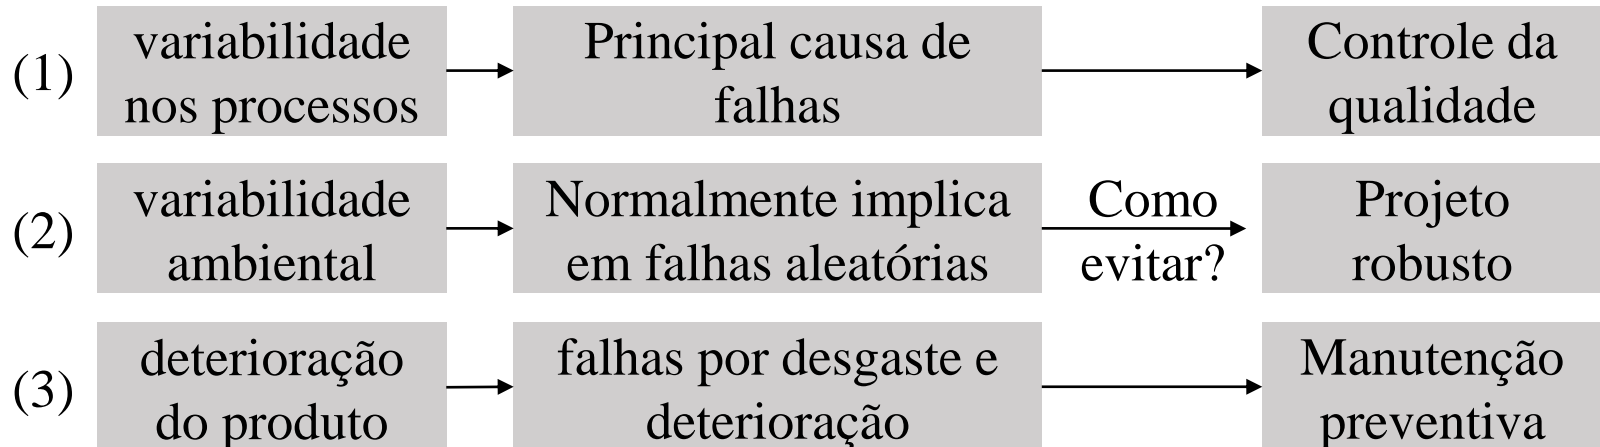 (1)
variabilidade
nos processos
Principal causa de
falhas
Controle da
qualidade
(2)
variabilidade
ambiental
Normalmente implica
em falhas aleatórias
Como
evitar?
Projeto
robusto
(3)
deterioração
do produto
falhas por desgaste e
deterioração
Manutenção
preventiva